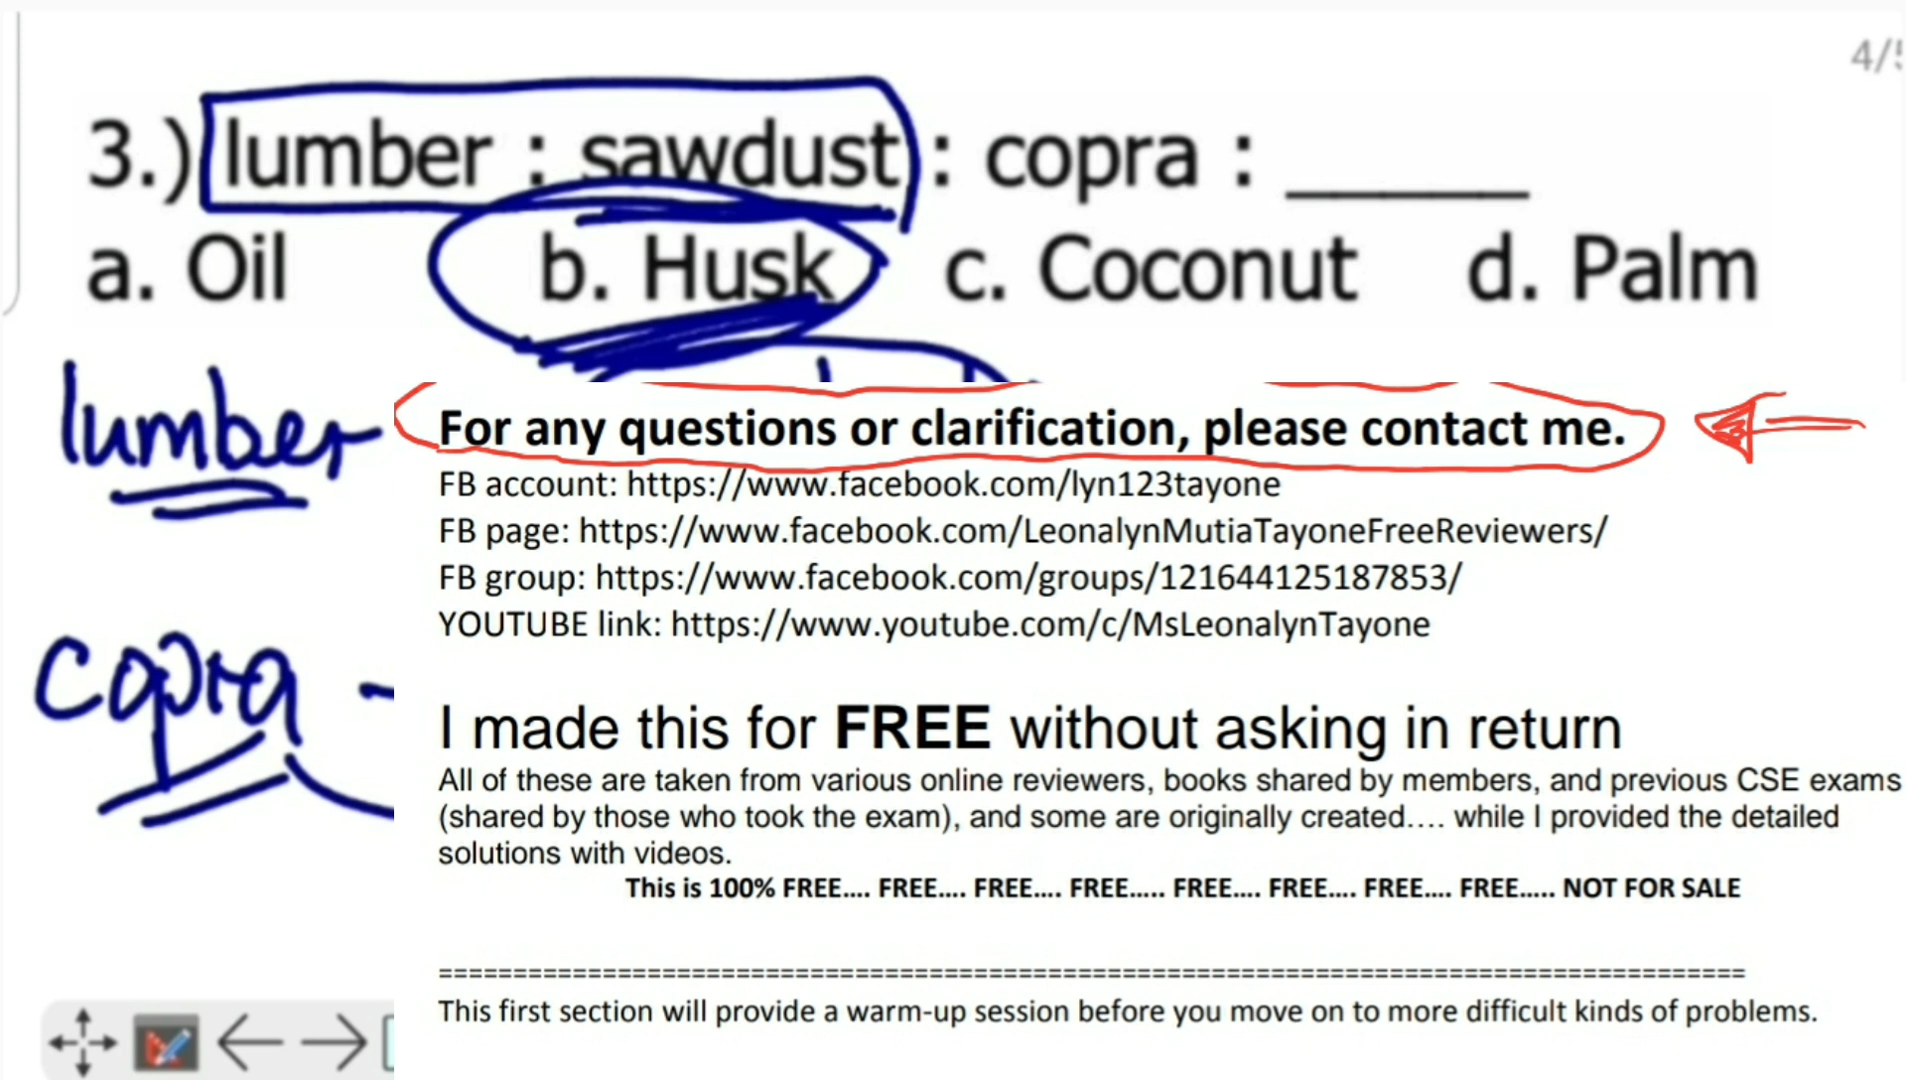 4/5
3.) lumber : sawdust : copra : ______
a. Oil b. Husk c. Coconut d. Palm
lumber
For any questions or clarification, please contact me.
FB account: https://www.facebook.com/lyn123tayone
FB page: https://www.facebook.com/LeonalynMutiaTayoneFreeReviewers/
FB group: https://www.facebook.com/groups/121644125187853/
YOUTUBE link: https://www.youtube.com/c/MsLeonalynTayone
copra -
I made this for FREE without asking in return
All of these are taken from various online reviewers, books shared by members, and previous CSE exams
(shared by those who took the exam), and some are originally created.... while I provided the detailed
solutions with videos.
This is 100% FREE.... FREE.... FREE.... FREE..... FREE.... FREE.... FREE.... FREE..... NOT FOR SALE
=======================================================================================
This first section will provide a warm-up session before you move on to more difficult kinds of problems.